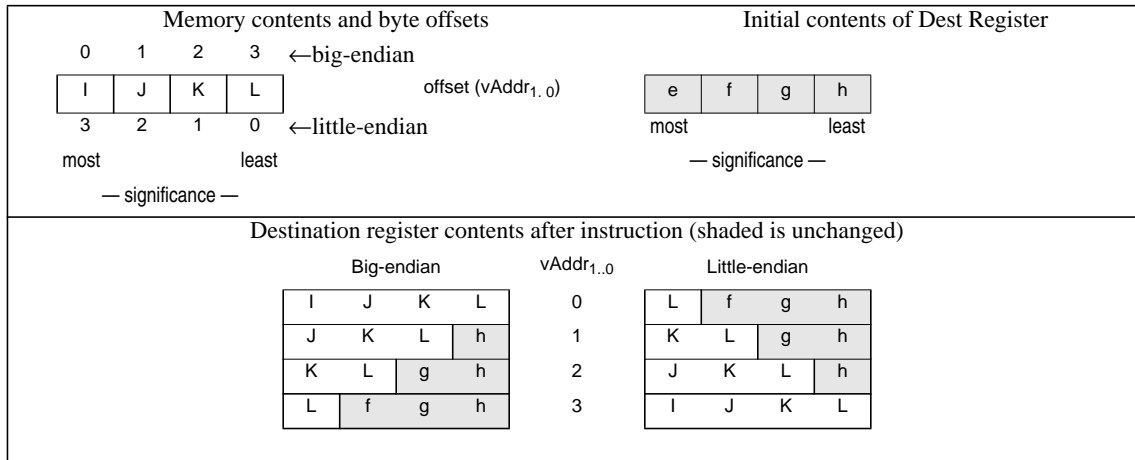 Memory contents and byte offsets
Initial contents of Dest Register
0 1 2 3 ←big-endian
I J K L
offset (vAddr1. 0)
e f g h
3 2 1 0 ←little-endian
most least
most least
— significance —
— significance —
Destination register contents after instruction (shaded is unchanged)
Big-endian vAddr1..0 Little-endian
I J K L 0 L f g h
J K L h 1 K L g h
K L g h 2 J K L h
L f g h 3 I J K L